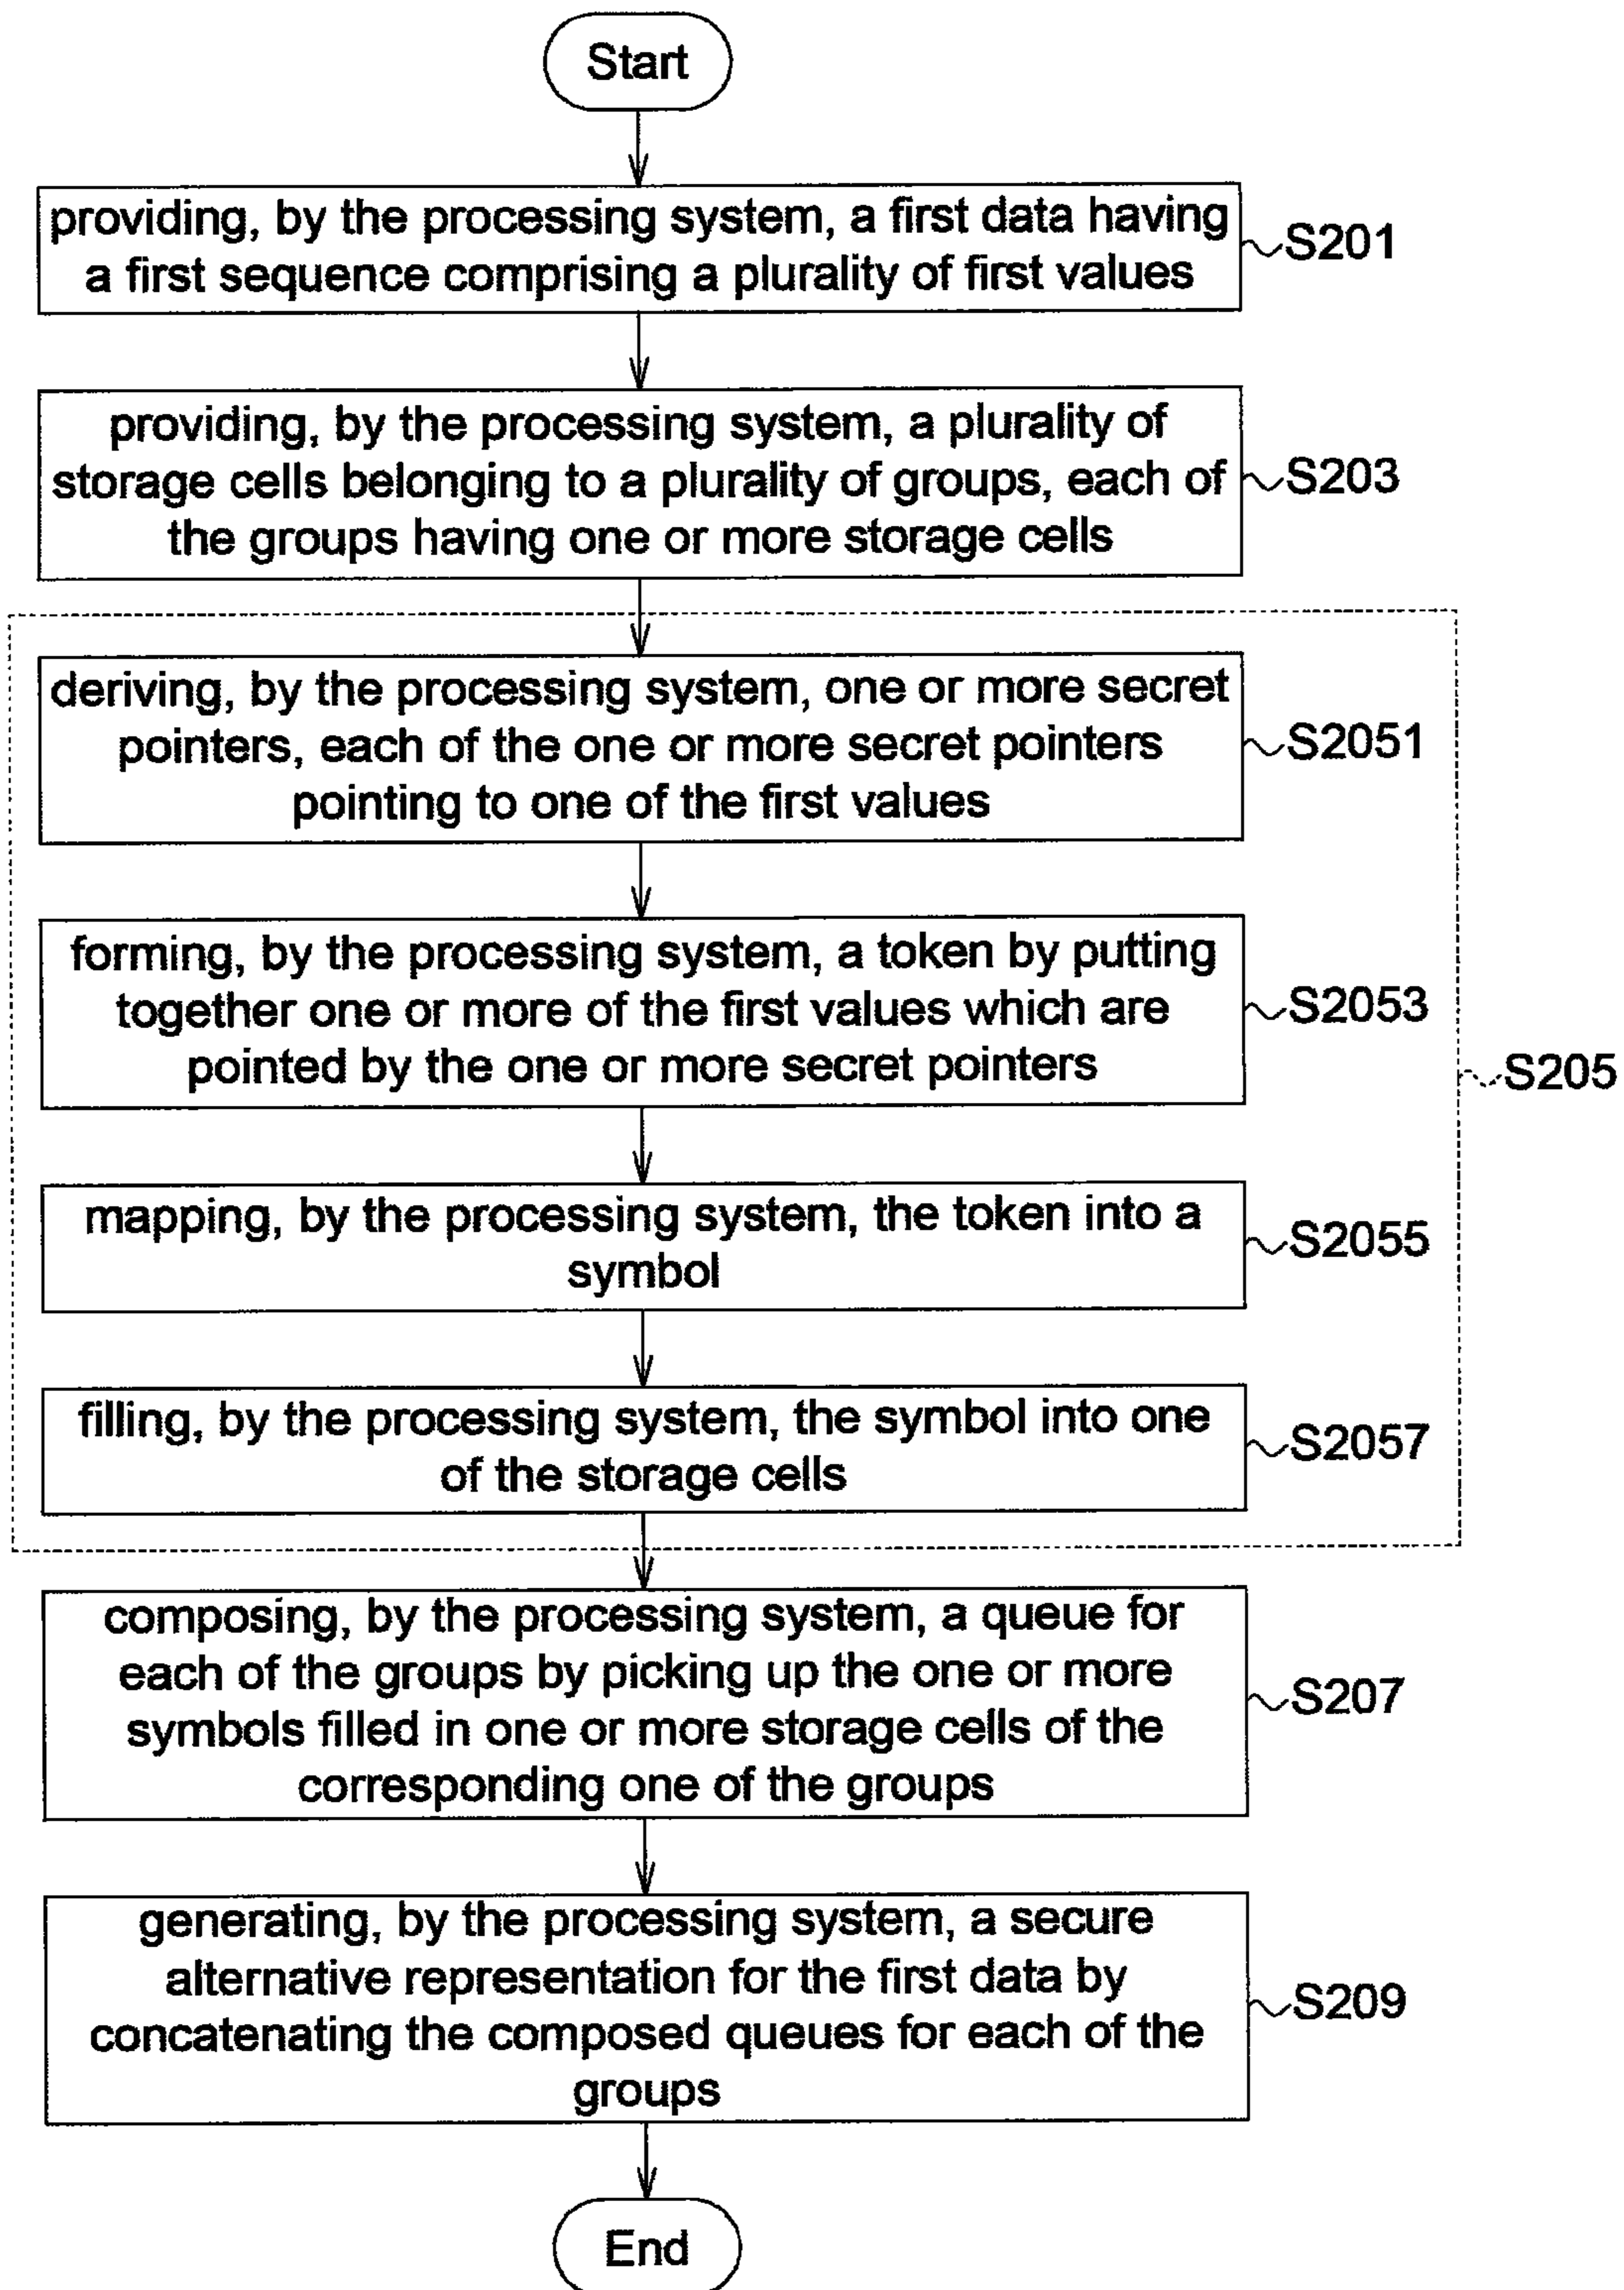 Start
providing, by the processing system, a first data having
a first sequence comprising a plurality of first values
S201
providing, by the processing system, a plurality of
storage cells belonging to a plurality of groups, each of
the groups having one or more storage cells
S203
deriving, by the processing system, one or more secret
pointers, each of the one or more secret pointers
pointing to one of the first values
S2051
forming, by the processing system, a token by putting
together one or more of the first values which are
pointed by the one or more secret pointers
S2053
S205
mapping, by the processing system, the token into a
symbol
S2055
filling, by the processing system, the symbol into one
of the storage cells
S2057
composing, by the processing system, a queue for
each of the groups by picking up the one or more
symbols filled in one or more storage cells of the
corresponding one of the groups
S207
generating, by the processing system, a secure
alternative representation for the first data by
concatenating the composed queues for each of the
groups
S209
End